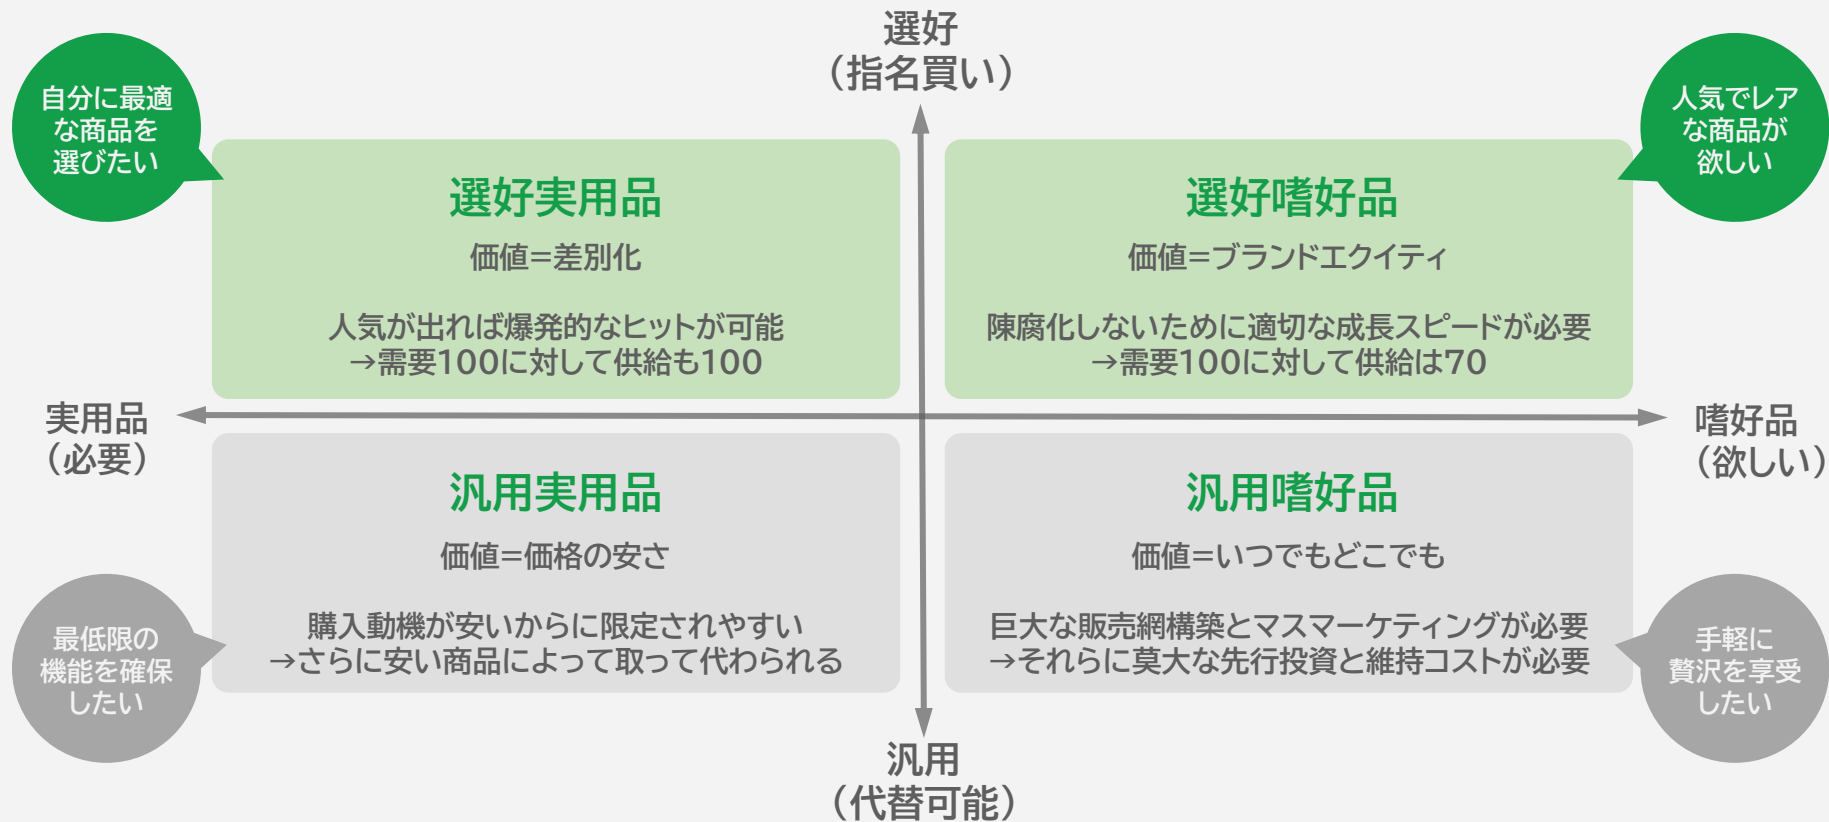 選好
（指名買い）
自分に最適
な商品を
選びたい
人気でレア
な商品が
欲しい
選好実用品
価値＝差別化
人気が出れば爆発的なヒットが可能
→需要100に対して供給も100
選好嗜好品
価値＝ブランドエクイティ
陳腐化しないために適切な成長スピードが必要
→需要100に対して供給は70
実用品
（必要）
嗜好品
（欲しい）
汎用実用品
価値＝価格の安さ
購入動機が安いからに限定されやすい
→さらに安い商品によって取って代わられる
汎用嗜好品
価値＝いつでもどこでも
巨大な販売網構築とマスマーケティングが必要
→それらに莫大な先行投資と維持コストが必要
最低限の
機能を確保
したい
手軽に
贅沢を享受
したい
汎用
（代替可能）